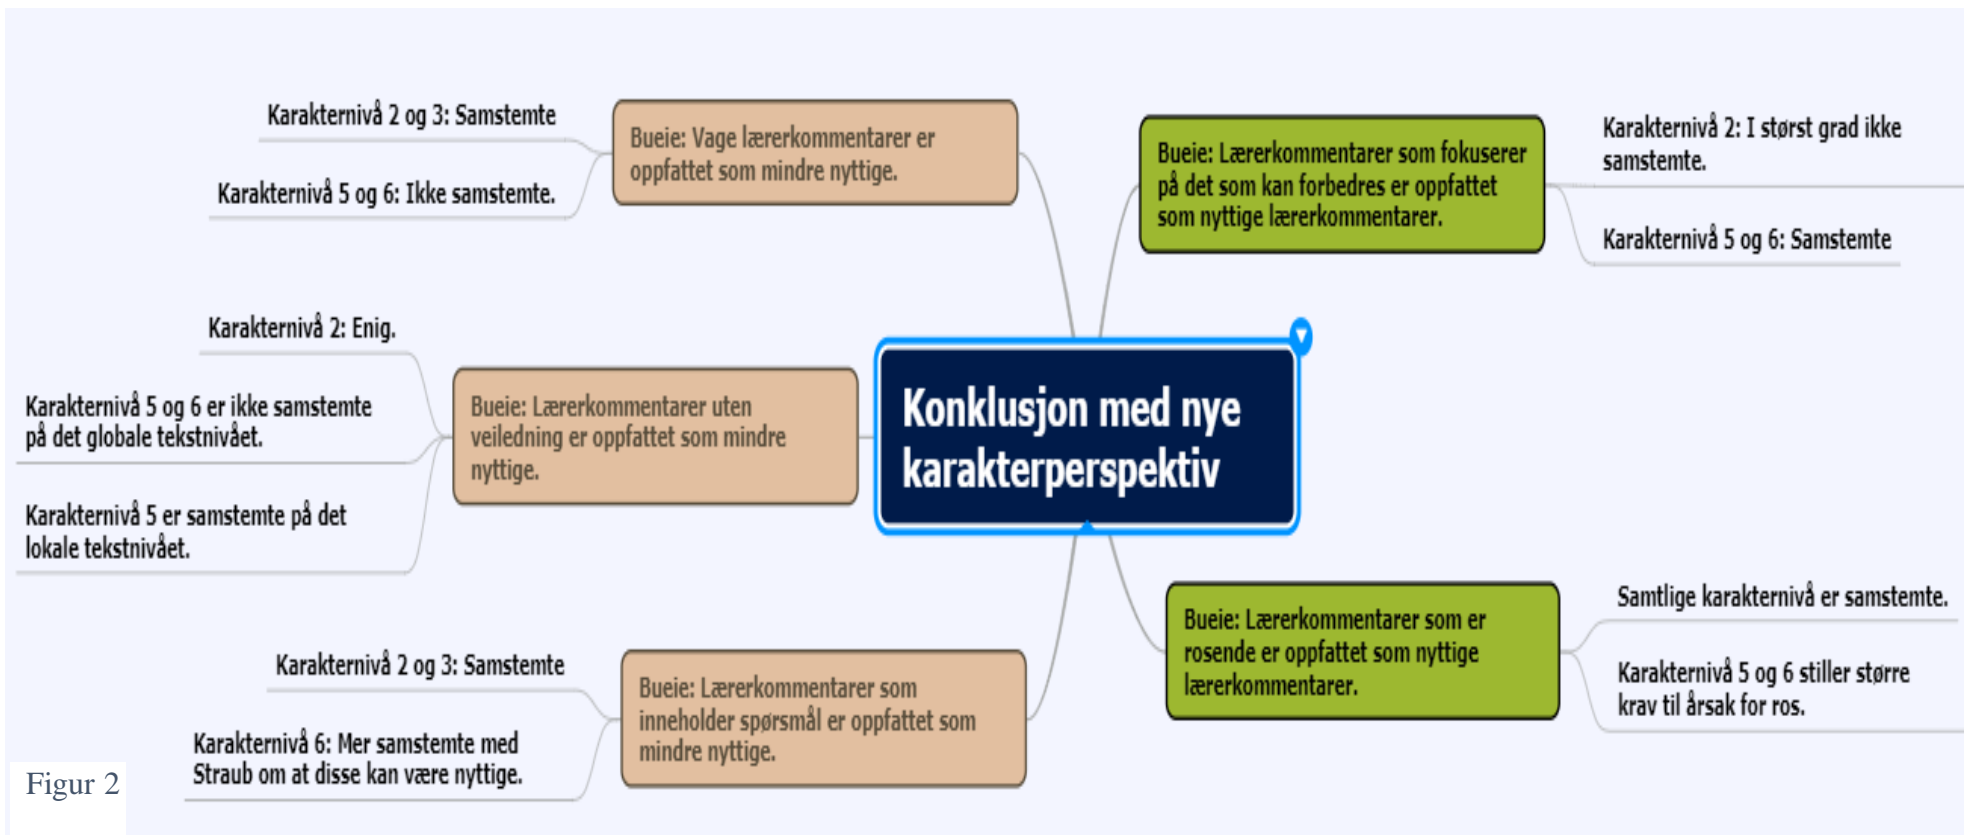 Karakternivå 2 og 3: Samstemte
Karakternivå 5 og 6: Ikke samstemte.
Bueie: Vage lærerkommentarer er
oppfattet som mindre nyttige.
Bueie: Lærerkommentarer som fokuserer
på det som kan forbedres er oppfattet
som nyttige lærerkommentarer.
Karakternivå 2: I størst grad ikke
samstemte.
Karakternivå 5 og 6: Samstemte
Karakternivå 2: Enig.
Karakternivå 5 og 6 er ikke samstemte
på det globale tekstnivået.
Karakternivå 5 er samstemte på det
lokale tekstnivået.
Bueie: Lærerkommentarer uten
veiledning er oppfattet som mindre
nyttige.
Konklusjon med nye
karakterperspektiv
Karakternivå 2 og 3: Samstemte
Karakternivå 6: Mer samstemte med
Straub om at disse kan være nyttige.
Bueie: Lærerkommentarer som
inneholder spørsmål er oppfattet som
mindre nyttige.
Bueie: Lærerkommentarer som er
rosende er oppfattet som nyttige
lærerkommentarer.
Samtlige karakternivå er samstemte.
Karakternivå 5 og 6 stiller større
krav til årsak for ros.
Figur 2